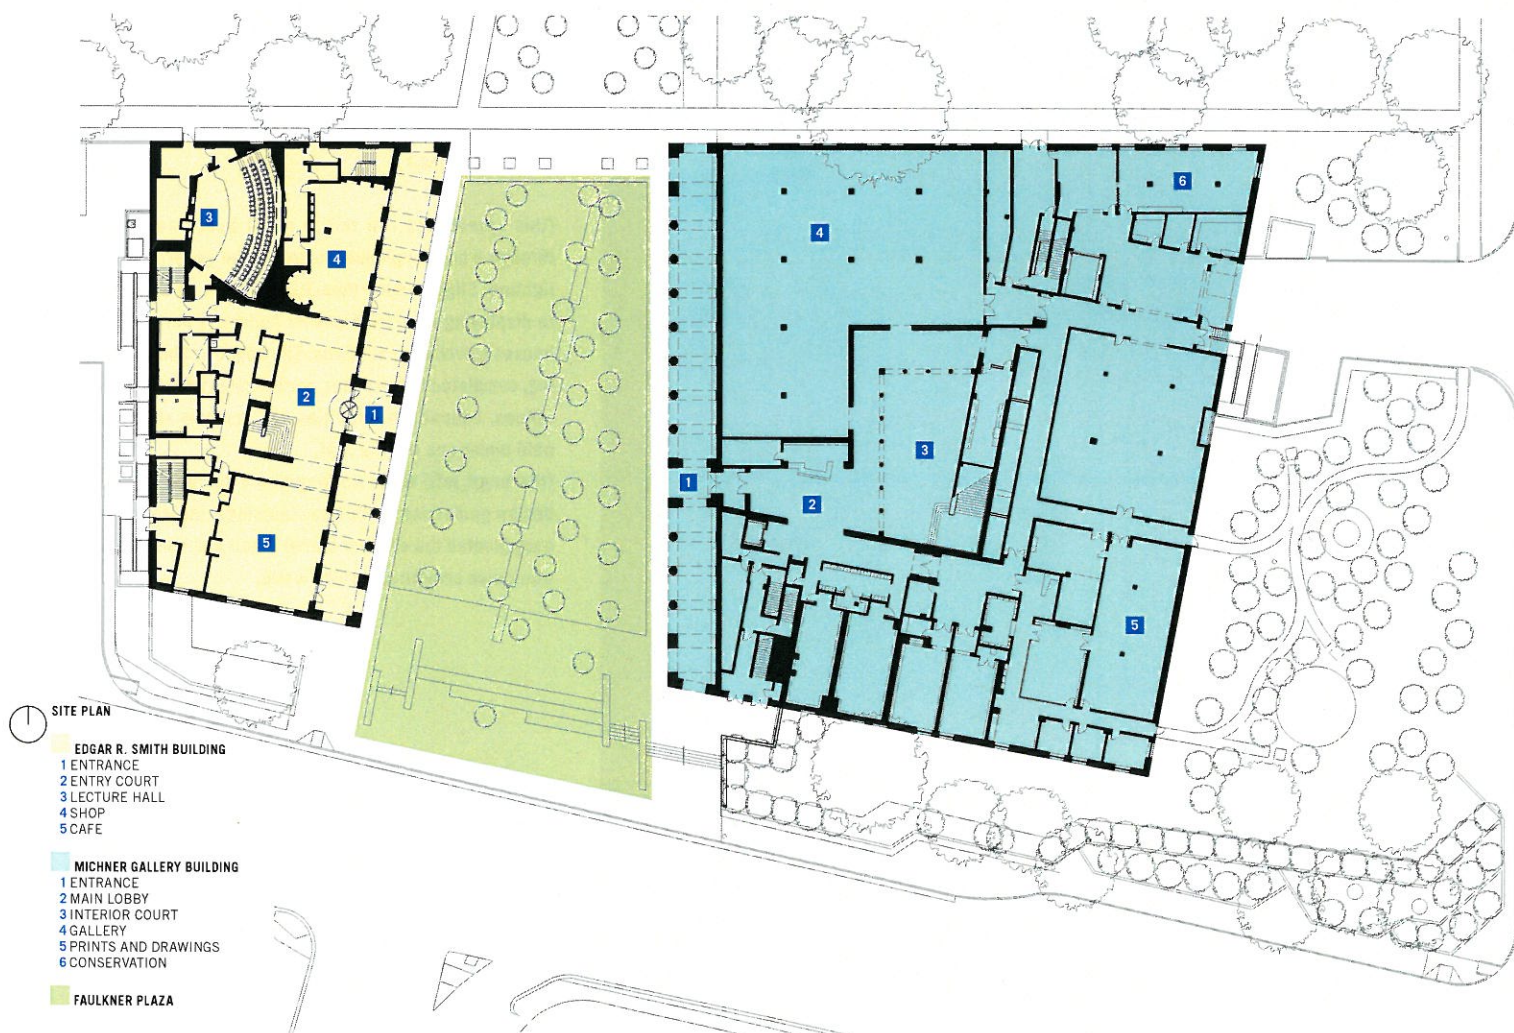 3
4
2
1
5
4
6
3
1
2
5
SITE PLAN
EDGAR R. SMITH BUILDING
1 ENTRANCE
2 ENTRY COURT
3 LECTURE HALL
4 SHOP
5 CAFE
MICHNER GALLERY BUILDING
1 ENTRANCE
2 MAIN LOBBY
3 INTERIOR COURT
4 GALLERY
5 PRINTS AND DRAWINGS
6 CONSERVATION
FAULKNER PLAZA